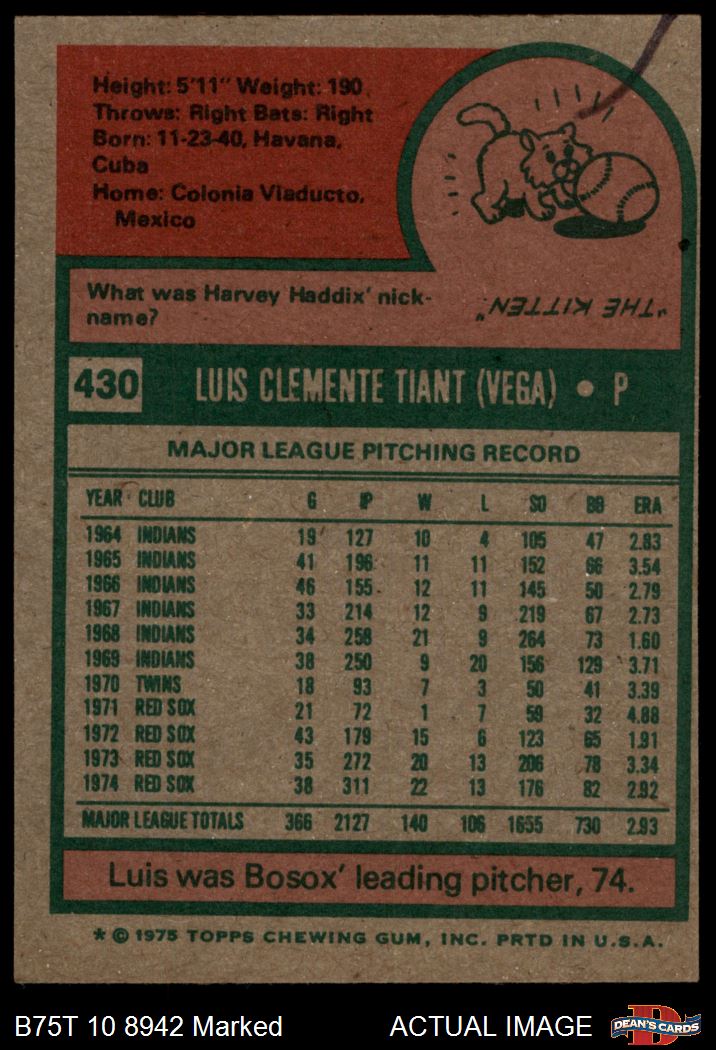 Height: 5'11" Weight: 190
Throws: Right Bats: Right
Born: 11-23-40, Havana,
Cuba
Home: Colonia Viaducto,
Mexico
What was Harvey Haddix' nick-
name?
"THE KITTEN"
430 LUIS CLEMENTE TIANT (VEGA) • P
MAJOR LEAGUE PITCHING RECORD
YEAR CLUB G IP W L SO BB ERA
1964 INDIANS 19 127 10 4 105 47 2.83
1965 INDIANS 41 196 11 11 152 66 3.54
1966 INDIANS 46 155 12 11 145 50 2.79
1967 INDIANS 33 214 12 9 219 67 2.73
1968 INDIANS 34 258 21 9 264 73 1.60
1969 INDIANS 38 250 9 20 156 129 3.71
1970 TWINS 18 93 7 3 50 41 3.39
1971 RED SOX 21 72 1 7 59 32 4.88
1972 RED SOX 43 179 15 6 123 65 1.91
1973 RED SOX 35 272 20 13 206 78 3.34
1974 RED SOX 38 311 22 13 176 82 2.92
MAJOR LEAGUE TOTALS 366 2127 140 106 1655 730 2.93
Luis was Bosox' leading pitcher, 74.
* © 1975 TOPPS CHEWING GUM, INC. PRTD IN U.S.A.
B75T 10 8942 Marked ACTUAL IMAGE
D
DEAN'S CARDS